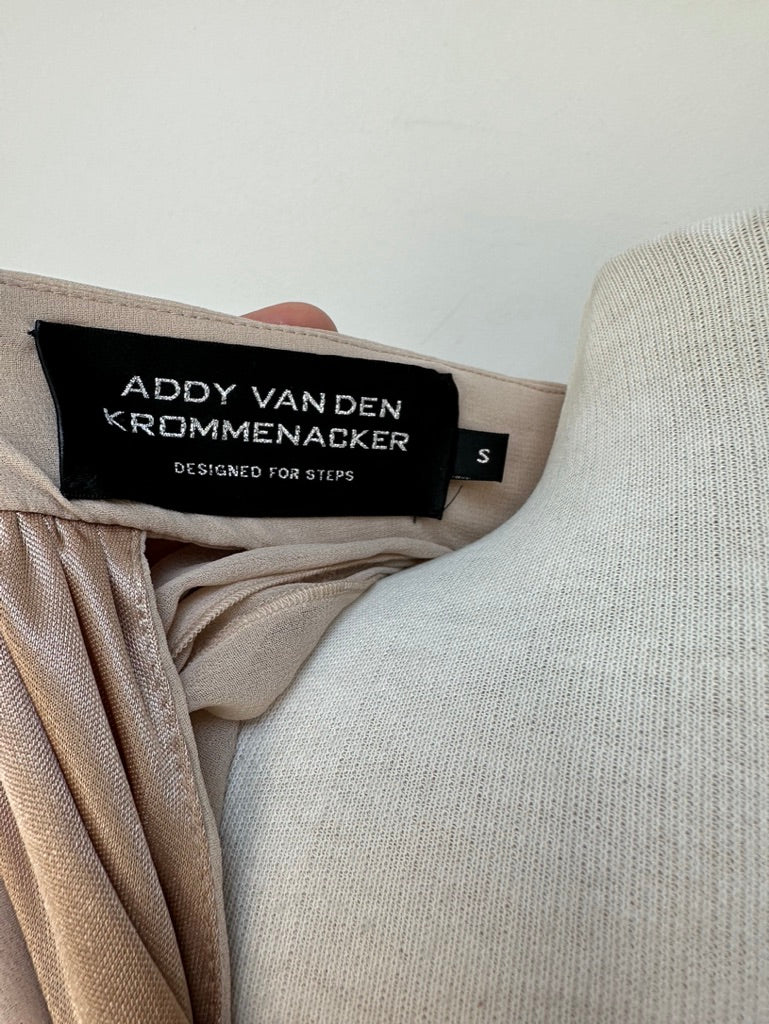 ADDY VAN DEN
KROMMENACKER
DESIGNED FOR STEPS
S